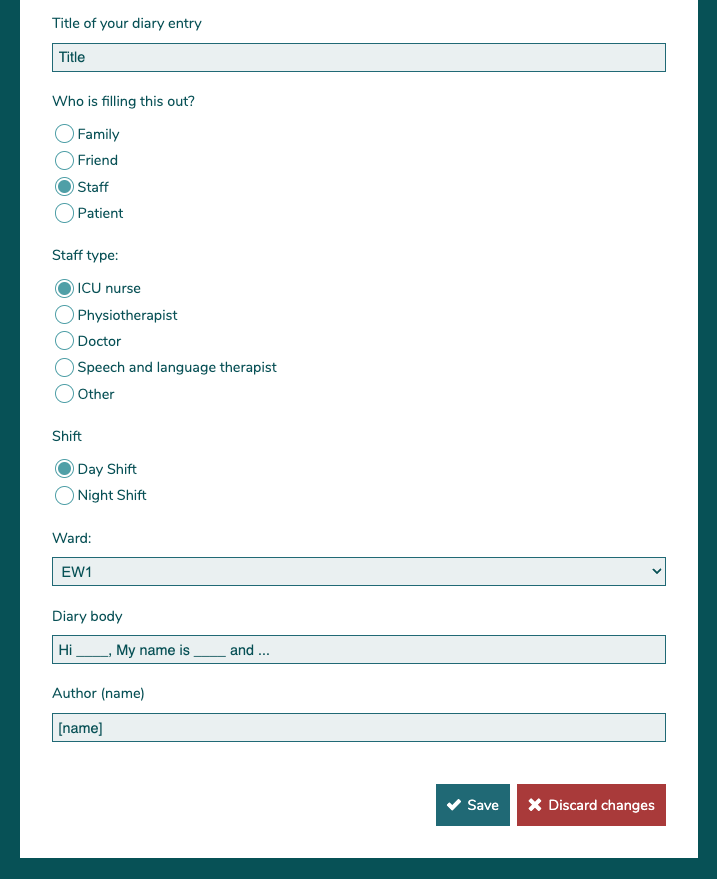 Title of your diary entry
Title
Who is filling this out?
Family
Friend
Staff
Patient
Staff type:
ICU nurse
Physiotherapist
Doctor
Speech and language therapist
Other
Shift
Day Shift
Night Shift
Ward:
EW1
Diary body
Hi ____, My name is ____ and ...
Author (name)
[name]
Save Discard changes